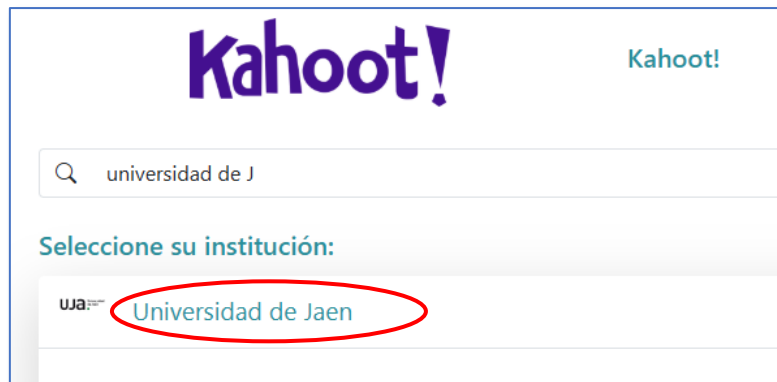 Kahoot!
Kahoot!
universidad de J
Seleccione su institución:
UJa.
Universidad de Jaen